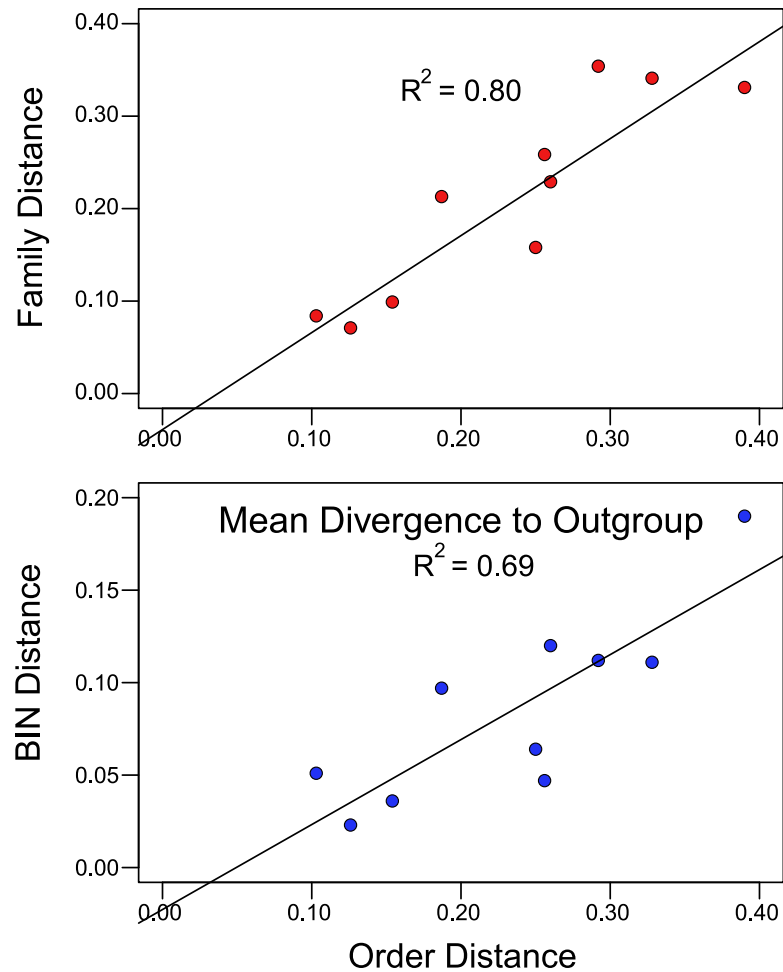 0.40
R² = 0.80
0.30
Family Distance
0.20
0.10
0.00
0.00 0.10 0.20 0.30 0.40
0.20
Mean Divergence to Outgroup
R² = 0.69
0.15
BIN Distance
0.10
0.05
0.00
0.00 0.10 0.20 0.30 0.40
Order Distance